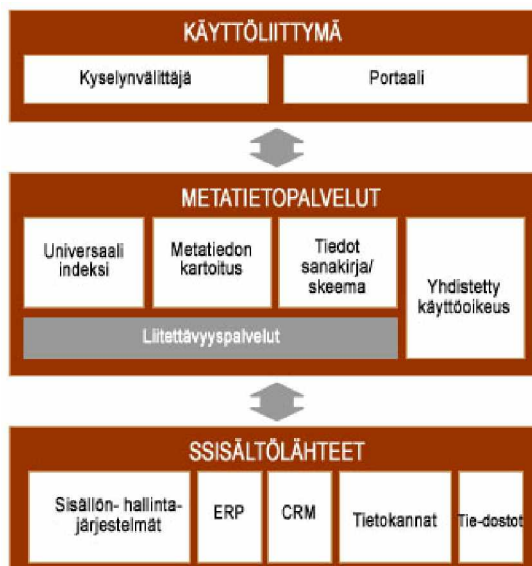 KÄYTTÖLIITTYMÄ
Kyselynvälittäjä
Portaali
METATIETOPALVELUT
Universaali
indeksi
Metatiedon
kartoitus
Tiedot
sanakirja/
skeema
Yhdistetty
käyttöoikeus
Liitettävyyspalvelut
SSISÄLTÖLÄHTEET
Sisällön- hallinta-
järjestelmät
ERP
CRM
Tietokannat
Tie-dostot